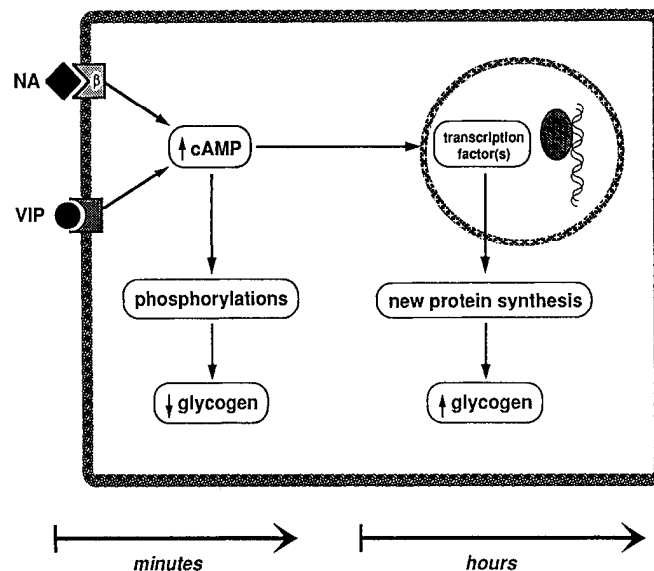 NA
β
↑ cAMP
transcription
factor(s)
VIP
phosphorylations
new protein synthesis
↓ glycogen
↑ glycogen
minutes
hours